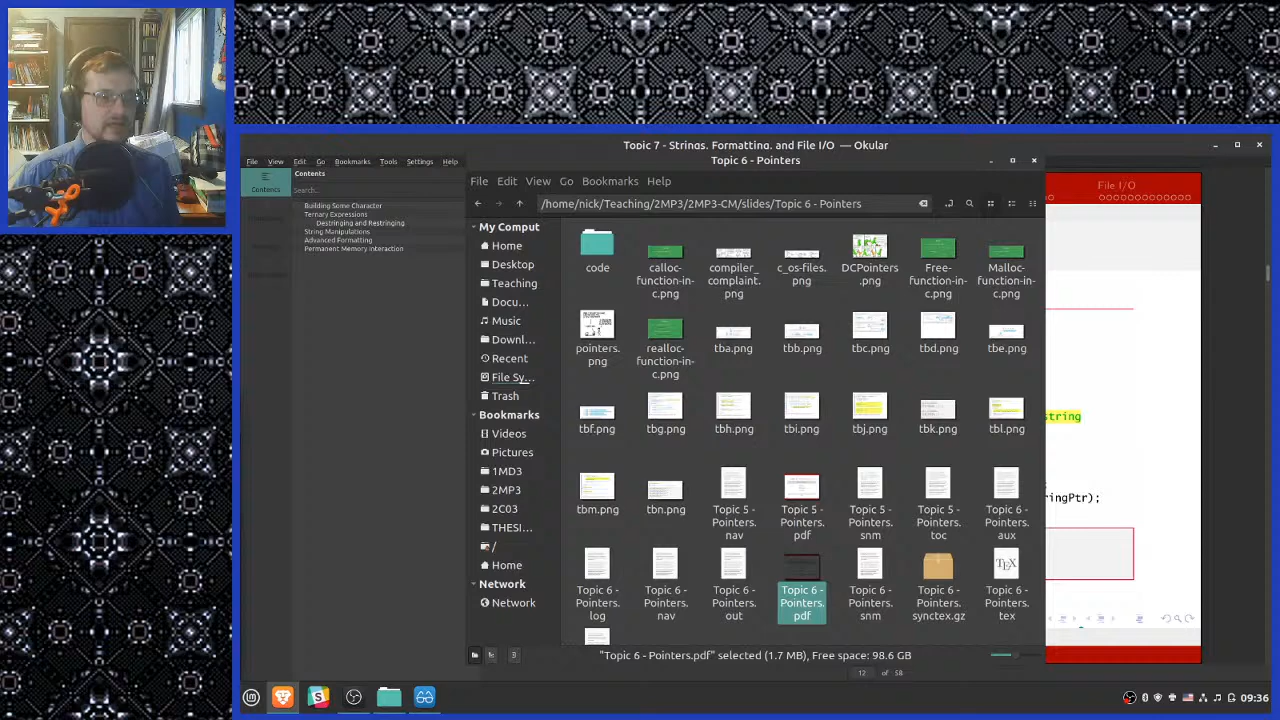 Topic 7 - Strings, Formatting, and File I/O — Okular
Topic 6 - Pointers
File View Edit Bookmarks Go Tools Settings Help
Contents
Contents
Search...
Building Some Character
Ternary Expressions
Destringing and Restringing
String Manipulations
Advanced Formatting
Permanent Memory Interaction
File Edit View Go Bookmarks Help
/home/nick/Teaching/2MP3/2MP3-CM/slides/Topic 6 - Pointers
My Comput
Home
Desktop
Teaching
Docu...
Music
Downl...
Recent
File Sy...
Trash
Bookmarks
Videos
Pictures
1MD3
2MP3
2C03
THESI...
/
Home
Network
Network
code
calloc-function-in-c.png
compiler_complaint.png
c_os-files.png
DCPointers.png
Free-function-in-c.png
Malloc-function-in-c.png
pointers.png
realloc-function-in-c.png
tba.png
tbb.png
tbc.png
tbd.png
tbe.png
tbf.png
tbg.png
tbh.png
tbi.png
tbj.png
tbk.png
tbl.png
tbm.png
tbn.png
Topic 5 - Pointers.nav
Topic 5 - Pointers.pdf
Topic 5 - Pointers.snm
Topic 5 - Pointers.toc
Topic 6 - Pointers.aux
Topic 6 - Pointers.log
Topic 6 - Pointers.nav
Topic 6 - Pointers.out
Topic 6 - Pointers.pdf
Topic 6 - Pointers.snm
Topic 6 - Pointers.synctex.gz
TEX
Topic 6 - Pointers.tex
"Topic 6 - Pointers.pdf" selected (1.7 MB), Free space: 98.6 GB
File I/O
string
ringPtr);
12 of 58
09:36